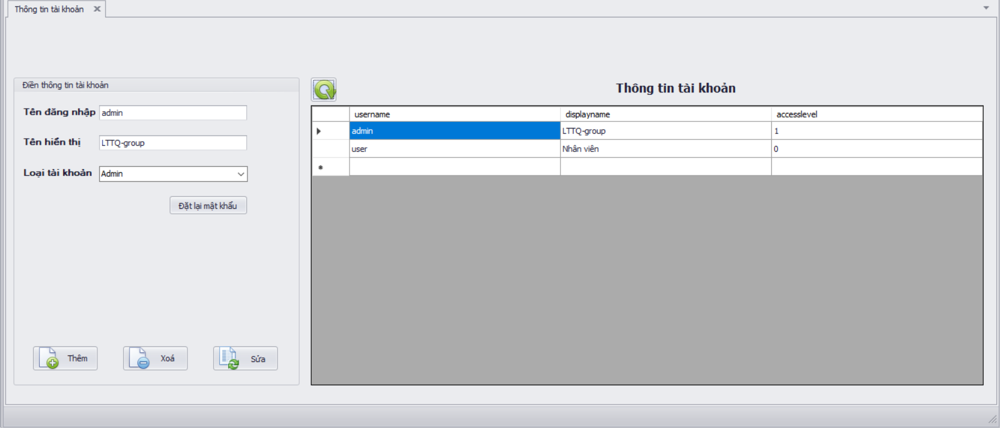 Thông tin tài khoản
Điền thông tin tài khoản
Tên đăng nhập admin
Tên hiển thị LTTQ-group
Loại tài khoản Admin
Đặt lại mật khẩu
Thêm Xoá Sửa
Thông tin tài khoản
username displayname accesslevel
admin LTTQ-group 1
user Nhân viên 0